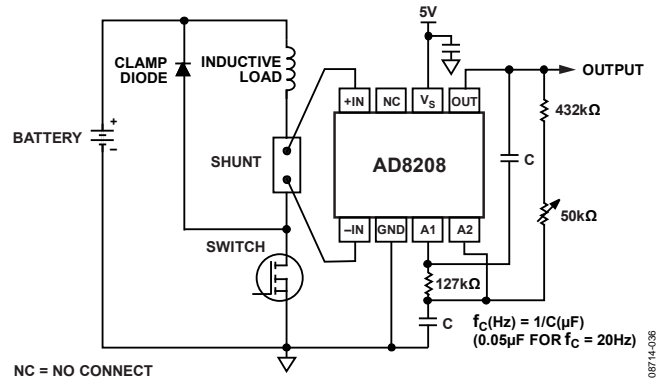 5V
CLAMP
DIODE
INDUCTIVE
LOAD
OUTPUT
+IN
NC
VS
OUT
432kΩ
BATTERY
+
–
SHUNT
AD8208
C
50kΩ
–IN
GND
A1
A2
SWITCH
127kΩ
C
fC(Hz) = 1/C(µF)
(0.05µF FOR fC = 20Hz)
NC = NO CONNECT
08714-036